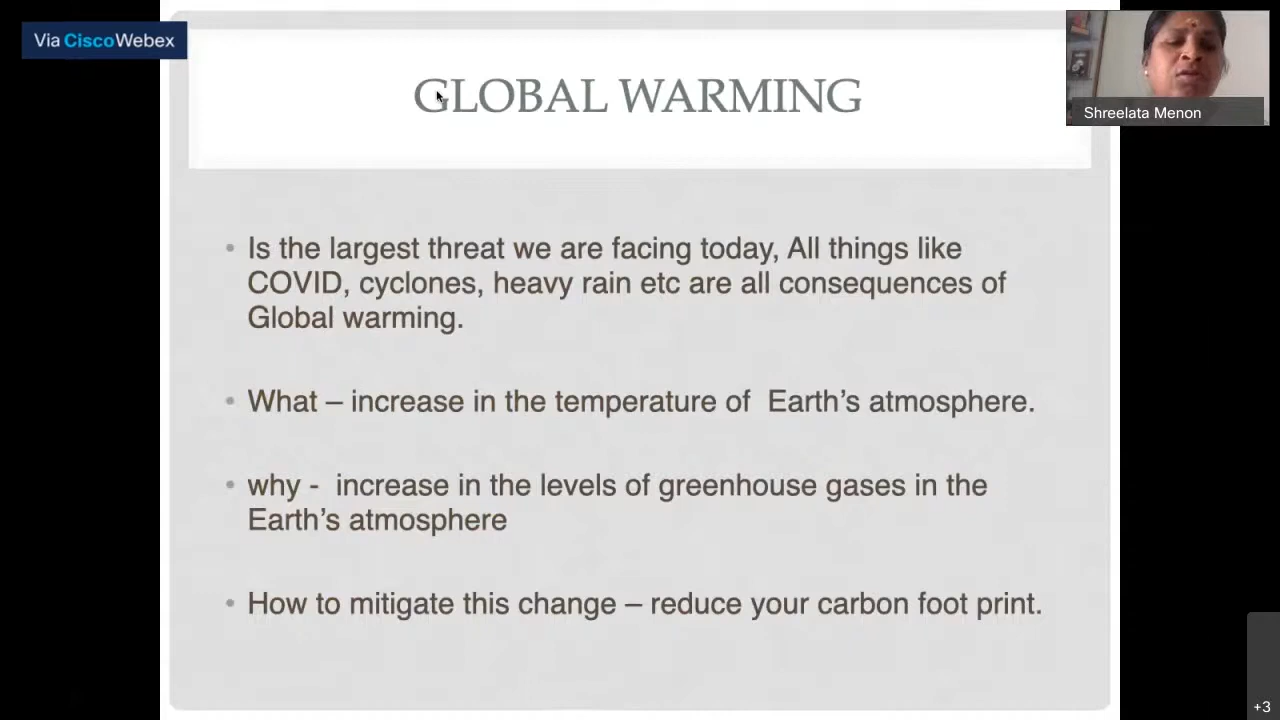 Via CiscoWebex
GLOBAL WARMING
Shreelata Menon
• Is the largest threat we are facing today, All things like
COVID, cyclones, heavy rain etc are all consequences of
Global warming.
• What – increase in the temperature of  Earth’s atmosphere.
• why -  increase in the levels of greenhouse gases in the
Earth’s atmosphere
• How to mitigate this change – reduce your carbon foot print.
+3